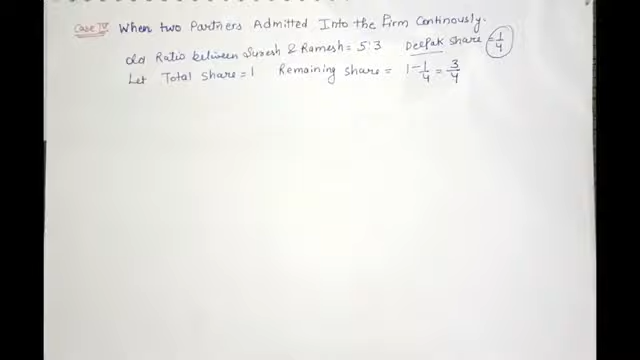 Case IV When two Partners Admitted Into the Firm Continously.
Old Ratio between Suresh & Ramesh = 5:3 Deepak Share = 1/4
Let Total Share = 1 Remaining share = 1 - 1/4 = 3/4